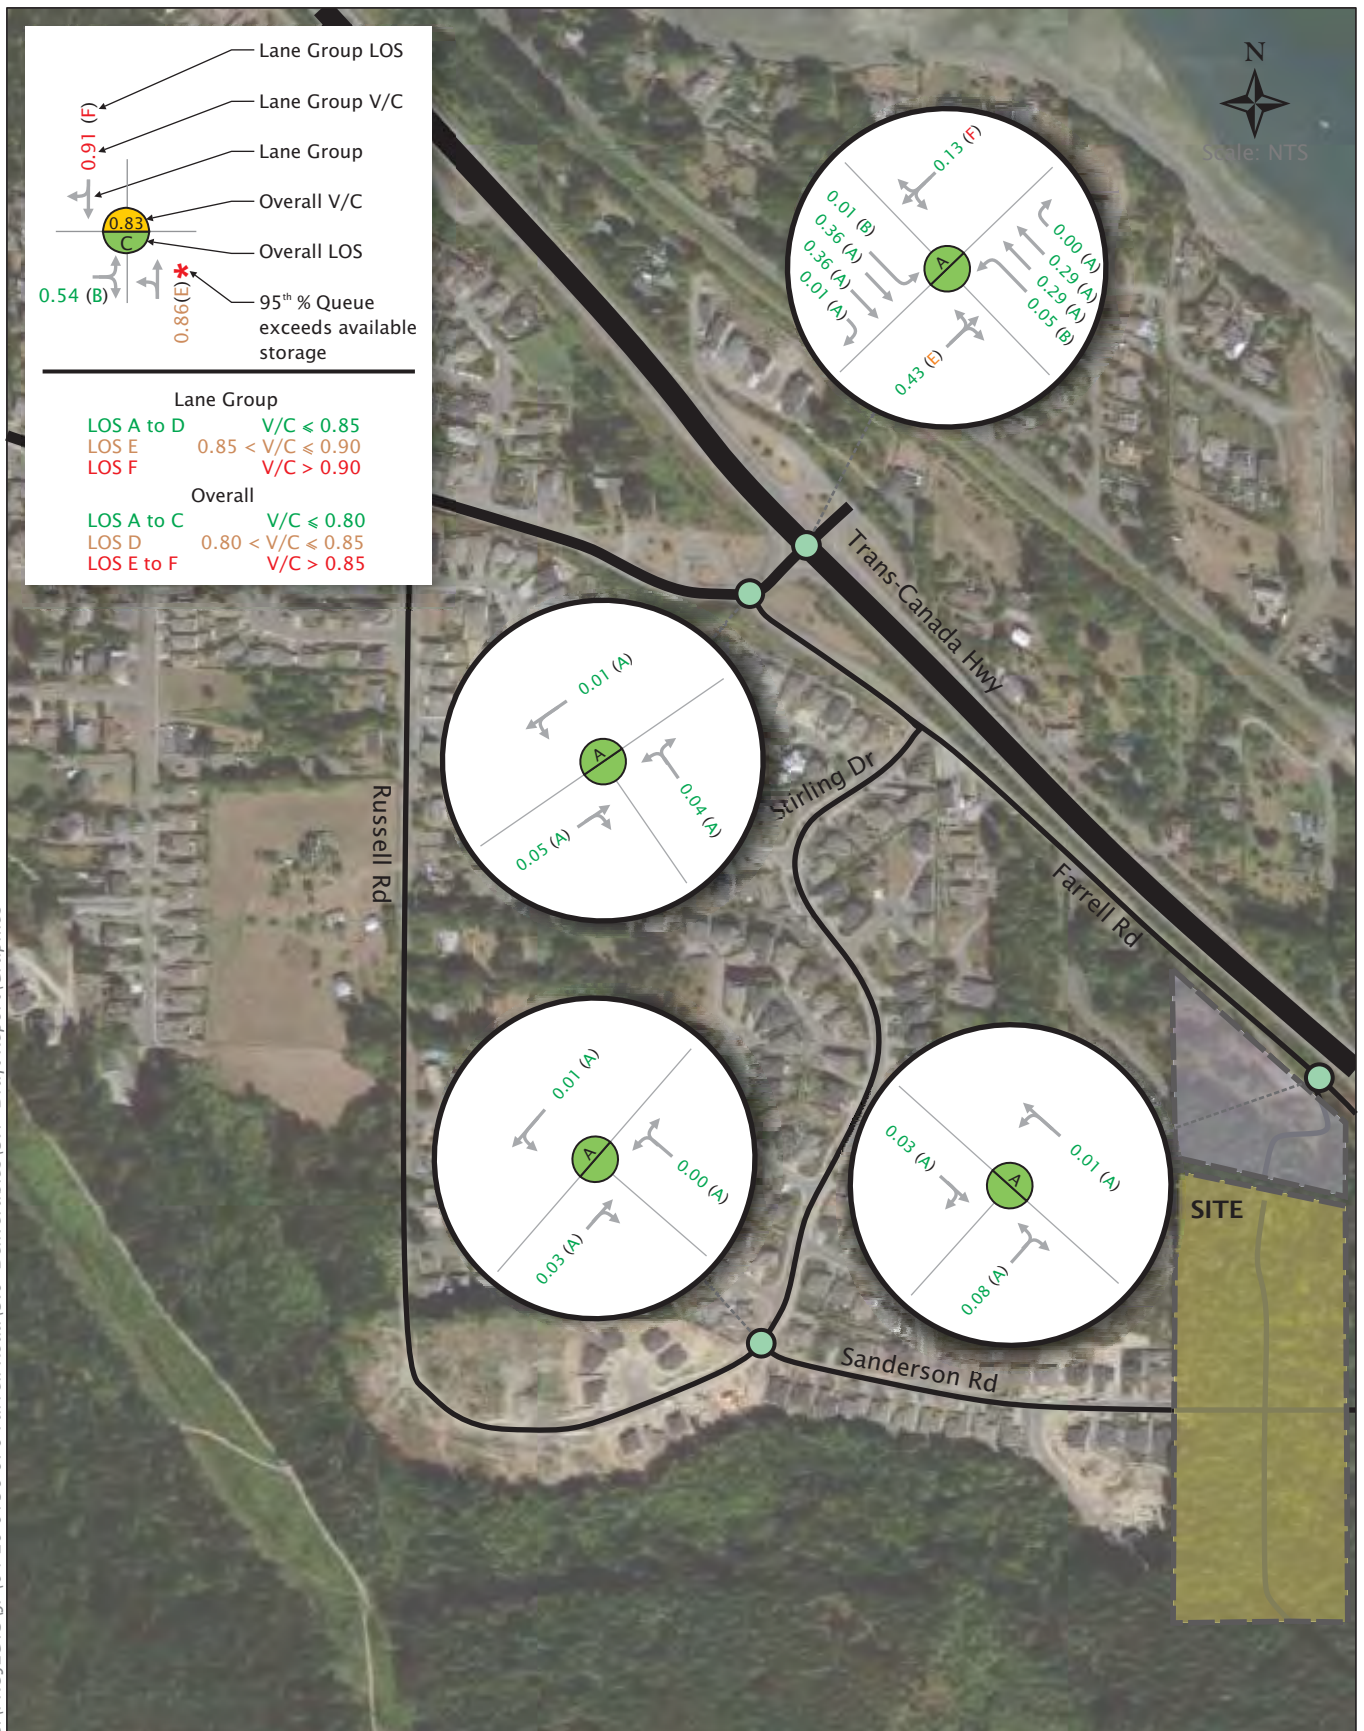 Lane Group LOS
Lane Group V/C
Lane Group
Overall V/C
Overall LOS
95th % Queue
exceeds available
storage
0.91 (F)
0.83
C
0.54 (B)
0.86(E)
*
Lane Group
LOS A to D V/C ⩽ 0.85
LOS E 0.85 < V/C ⩽ 0.90
LOS F V/C > 0.90
Overall
LOS A to C V/C ⩽ 0.80
LOS D 0.80 < V/C ⩽ 0.85
LOS E to F V/C > 0.85
N
Scale: NTS
0.13 (F)
0.01 (B)
0.36 (A)
0.36 (A)
0.01 (A)
A
0.00 (A)
0.29 (A)
0.29 (A)
0.05 (B)
0.43 (E)
Trans-Canada Hwy
0.01 (A)
A
0.04 (A)
0.05 (A)
Stirling Dr
Russell Rd
Farrell Rd
0.01 (A)
A
0.00 (A)
0.03 (A)
0.03 (A)
0.01 (A)
A
0.08 (A)
SITE
Sanderson Rd